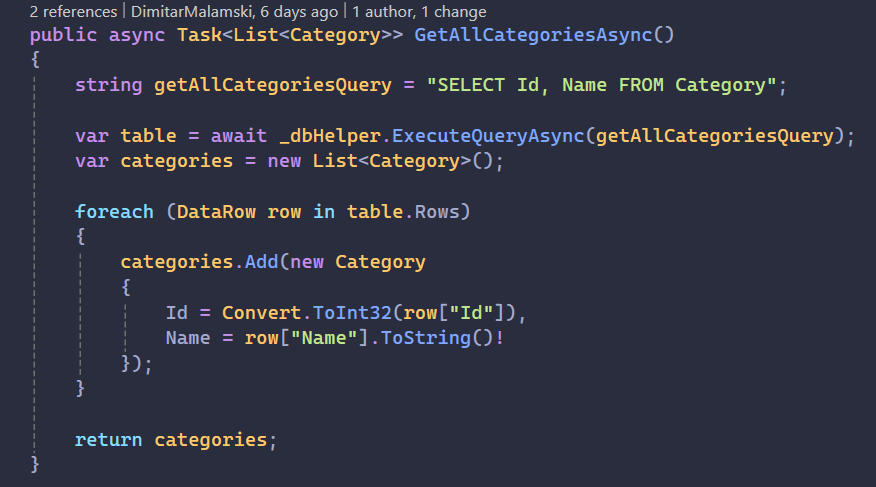 2 references | DimitarMalamski, 6 days ago | 1 author, 1 change
public async Task<List<Category>> GetAllCategoriesAsync()
{
    string getAllCategoriesQuery = "SELECT Id, Name FROM Category";

    var table = await _dbHelper.ExecuteQueryAsync(getAllCategoriesQuery);
    var categories = new List<Category>();

    foreach (DataRow row in table.Rows)
    {
        categories.Add(new Category
        {
            Id = Convert.ToInt32(row["Id"]),
            Name = row["Name"].ToString()!
        });
    }

    return categories;
}